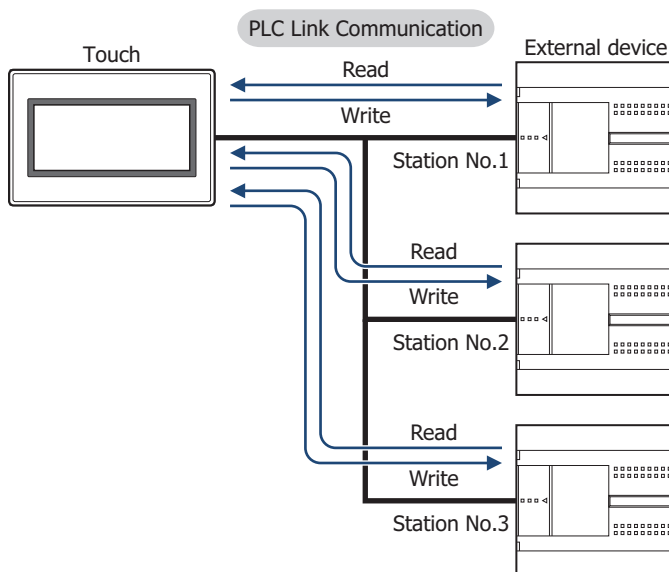 PLC Link Communication
Touch
External device
Read
Write
Station No.1
Read
Write
Station No.2
Read
Write
Station No.3